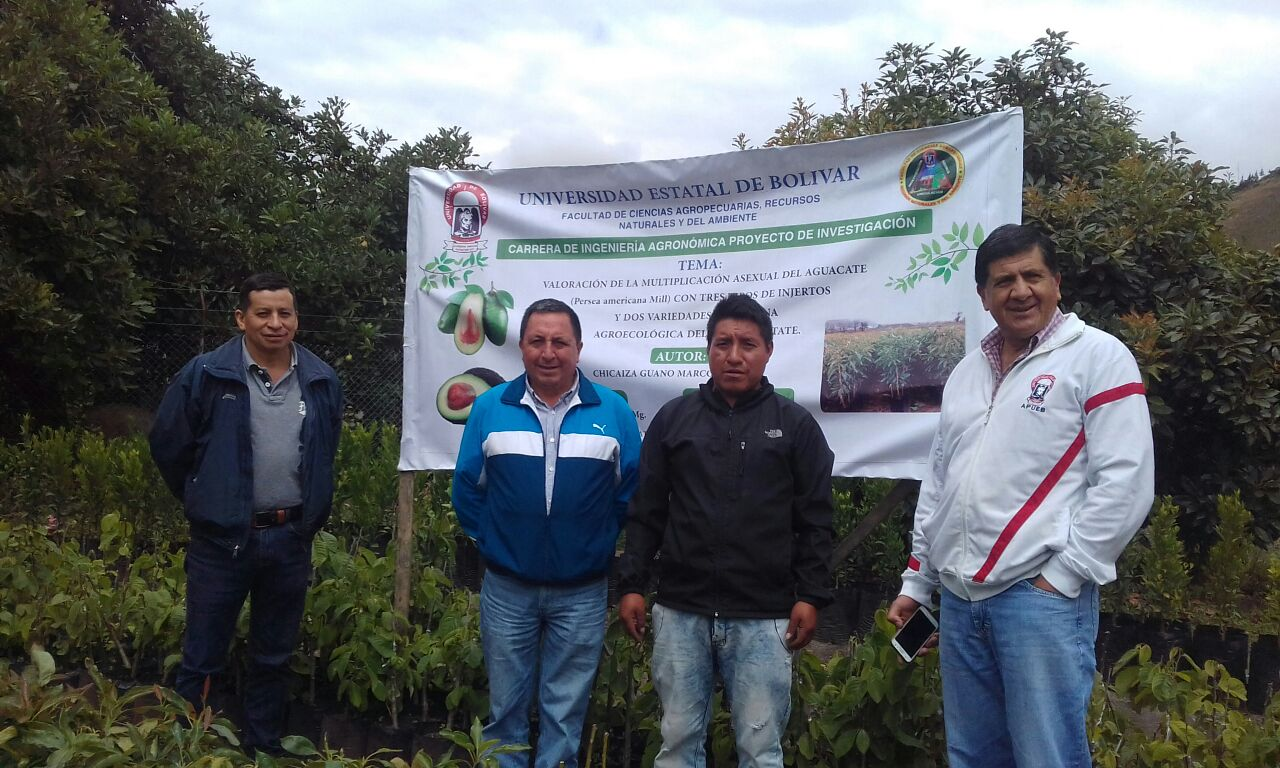 UNIVERSIDAD ESTATAL DE BOLIVAR
FACULTAD DE CIENCIAS AGROPECUARIAS, RECURSOS
NATURALES Y DEL AMBIENTE
CARRERA DE INGENIERÍA AGRONÓMICA PROYECTO DE INVESTIGACIÓN
TEMA:
VALORACIÓN DE LA MULTIPLICACIÓN ASEXUAL DEL AGUACATE
(Persea americana Mill) CON TRES DE INJERTOS
Y DOS VARIEDADES
AGROECOLÓGICA DEL
AUTOR:
CHICAIZA GUANO
Mg.
APUEB